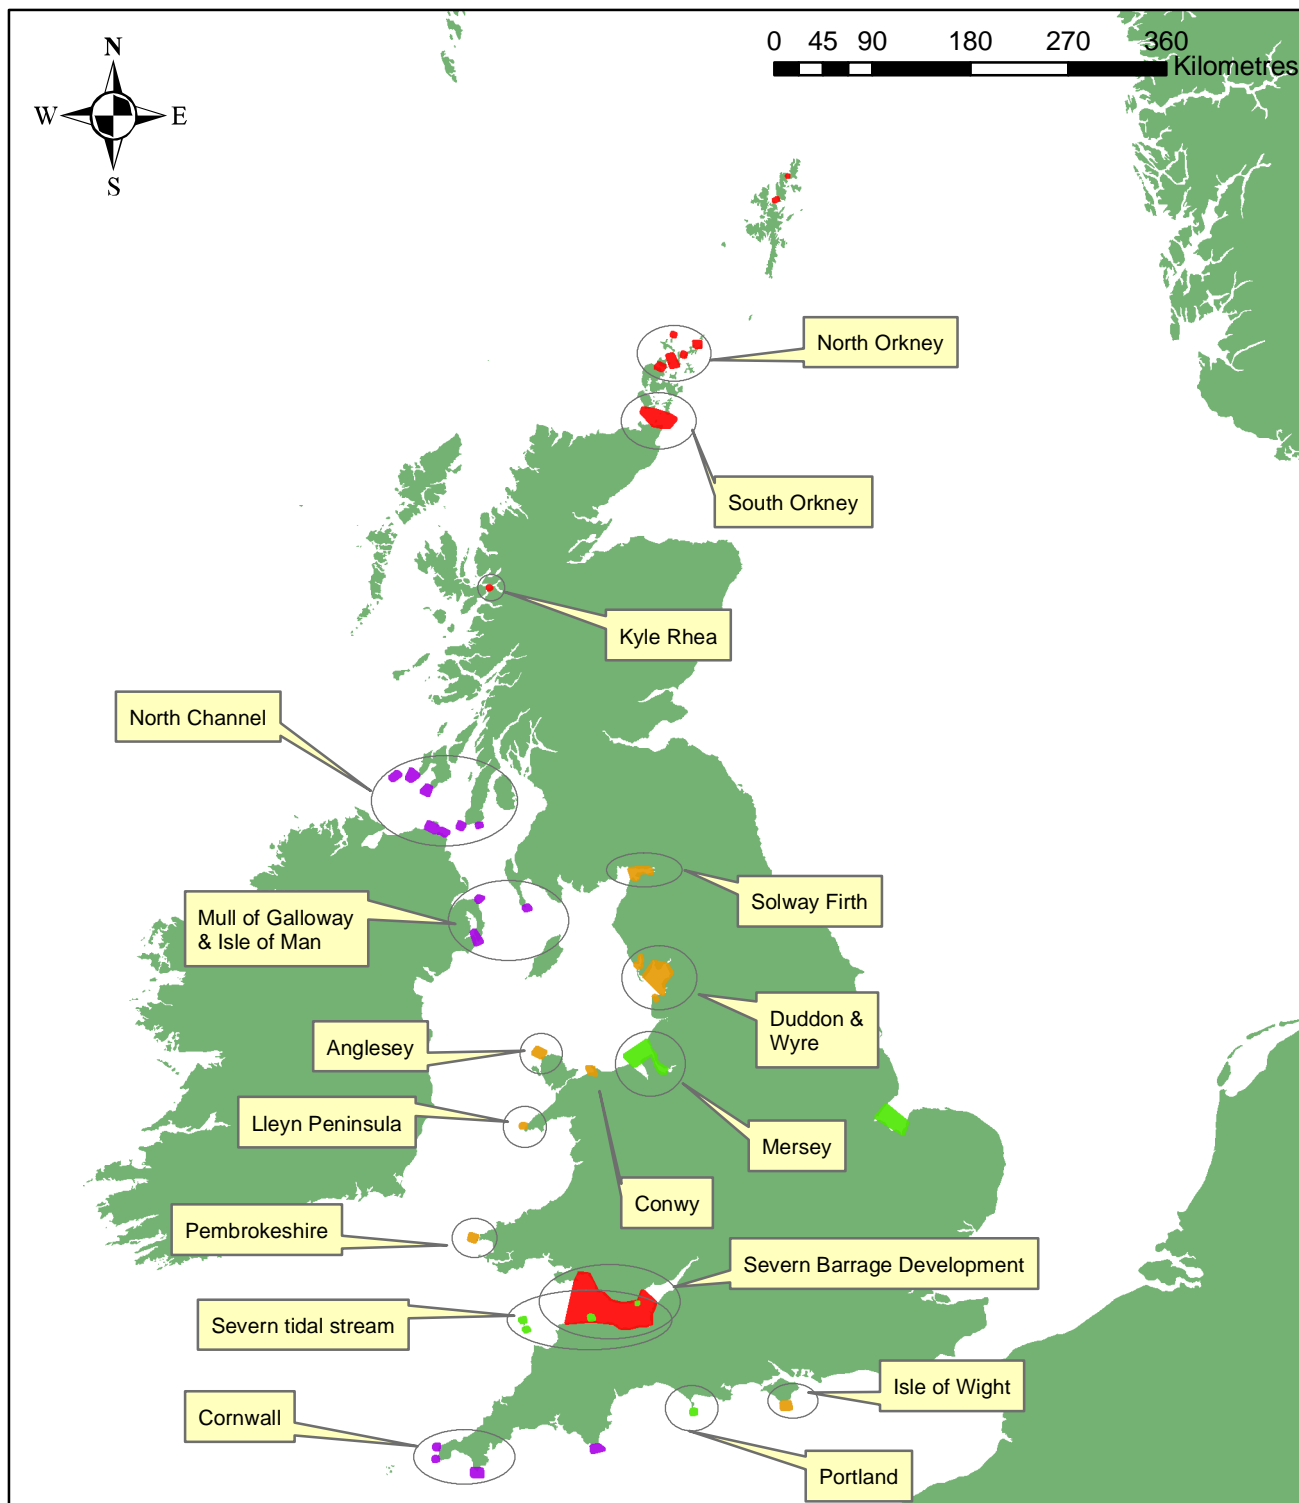 0 45 90 180 270 360
Kilometres
N
W E
S
North Orkney
South Orkney
Kyle Rhea
North Channel
Solway Firth
Mull of Galloway
& Isle of Man
Duddon &
Wyre
Anglesey
Lleyn Peninsula
Mersey
Conwy
Pembrokeshire
Severn Barrage Development
Severn tidal stream
Isle of Wight
Cornwall
Portland